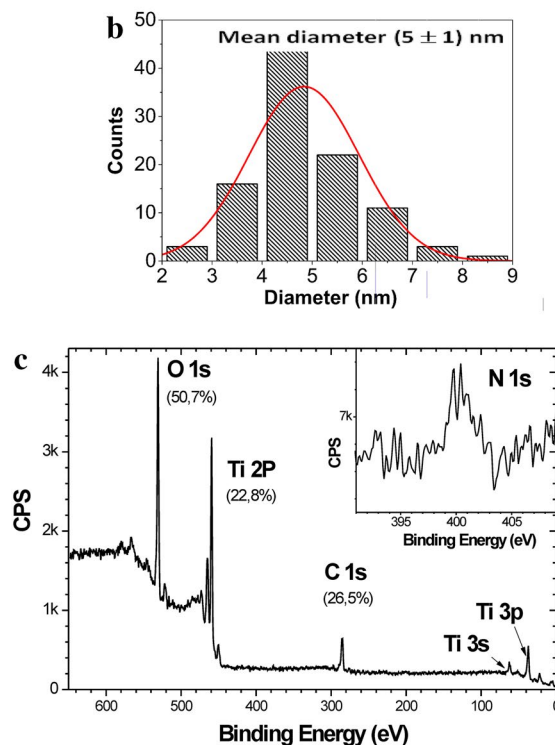 b
Mean diameter (5 ± 1) nm
50
40
30
20
10
0
Counts
2 3 4 5 6 7 8 9
Diameter (nm)
c
4k
3k
2k
1k
0
CPS
O 1s
(50,7%)
Ti 2P
(22,8%)
C 1s
(26,5%)
Ti 3s
Ti 3p
N 1s
7k
CPS
395 400 405
Binding Energy (eV)
600 500 400 300 200 100 0
Binding Energy (eV)